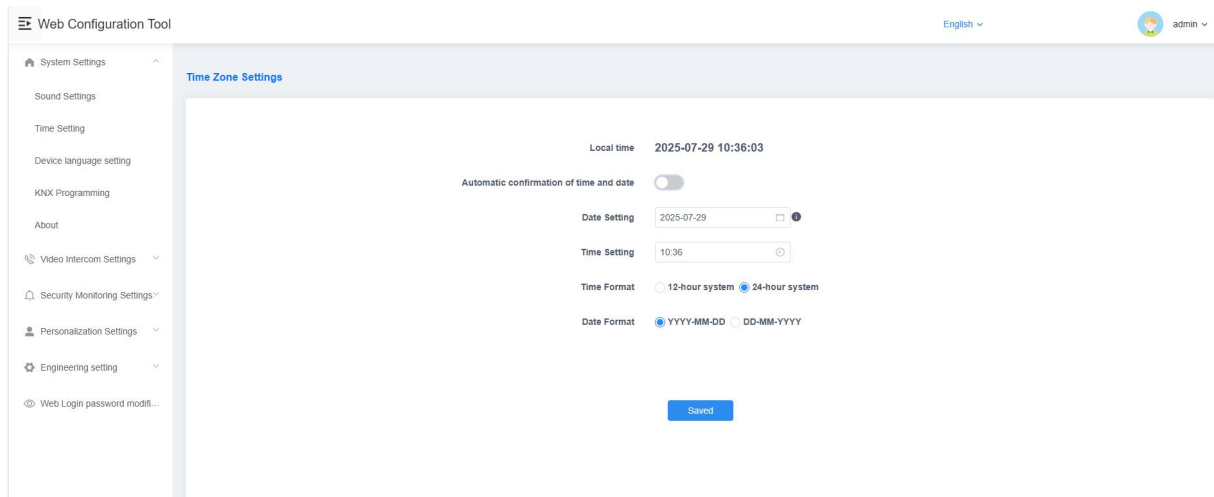 Web Configuration Tool
English
admin
System Settings
Sound Settings
Time Setting
Device language setting
KNX Programming
About
Video Intercom Settings
Security Monitoring Settings
Personalization Settings
Engineering setting
Web Login password modifi...
Time Zone Settings
Local time 2025-07-29 10:36:03
Automatic confirmation of time and date
Date Setting 2025-07-29
Time Setting 10:36
Time Format 12-hour system 24-hour system
Date Format YYYY-MM-DD DD-MM-YYYY
Saved